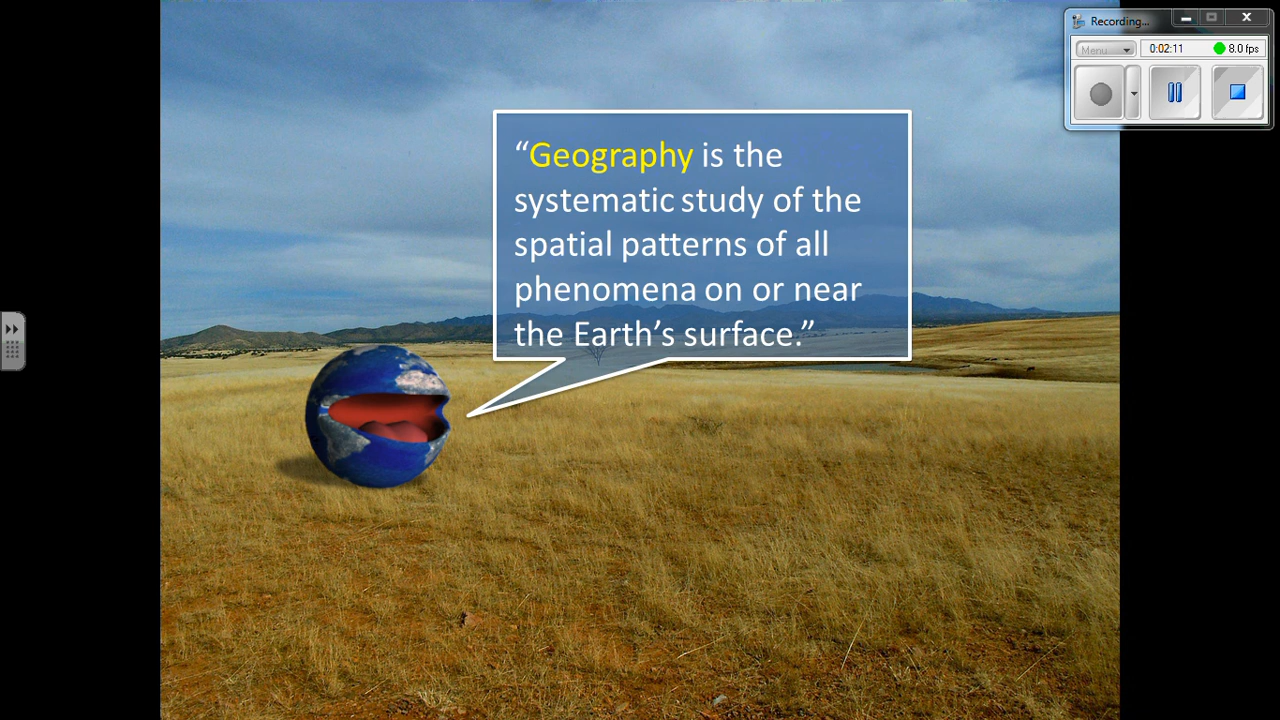 Recording...
Menu
0:02:11
8.0 fps
“Geography is the
systematic study of the
spatial patterns of all
phenomena on or near
the Earth’s surface.”